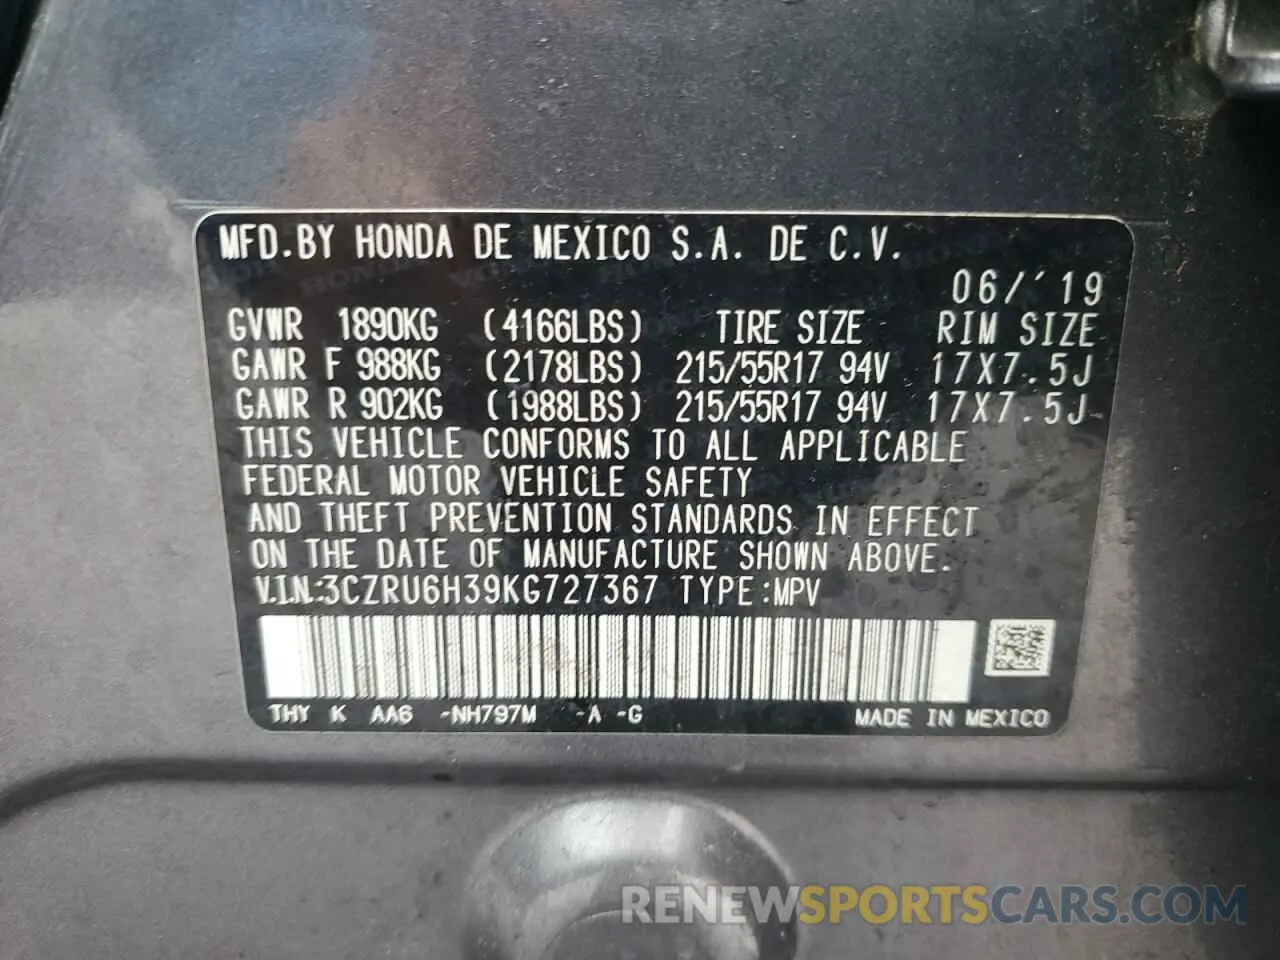 MFD.BY HONDA DE MEXICO S.A. DE C.V.
06/'19
GVWR 1890KG (4166LBS) TIRE SIZE RIM SIZE
GAWR F 988KG (2178LBS) 215/55R17 94V 17X7.5J
GAWR R 902KG (1988LBS) 215/55R17 94V 17X7.5J
THIS VEHICLE CONFORMS TO ALL APPLICABLE
FEDERAL MOTOR VEHICLE SAFETY
AND THEFT PREVENTION STANDARDS IN EFFECT
ON THE DATE OF MANUFACTURE SHOWN ABOVE.
V.I.N.:3CZRU6H39KG727367 TYPE:MPV
THY K AA6 -NH797M -A -G MADE IN MEXICO
RENEWSPORTSCARS.COM